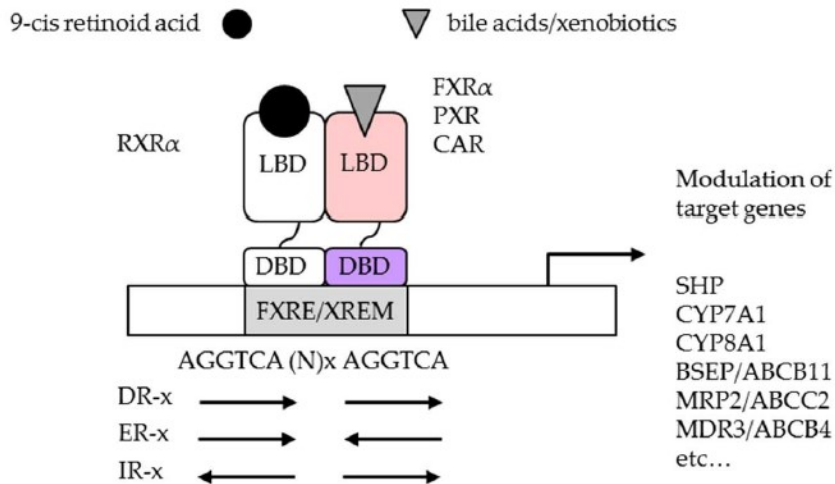 9-cis retinoid acid
bile acids/xenobiotics
FXRα
PXR
CAR
RXRα
LBD LBD
Modulation of
target genes
DBD DBD
FXRE/XREM
SHP
CYP7A1
CYP8A1
BSEP/ABCB11
MRP2/ABCC2
MDR3/ABCB4
etc...
AGGTCA (N)x AGGTCA
DR-x
ER-x
IR-x